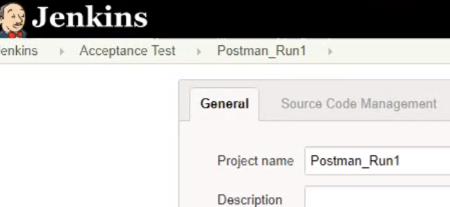 Jenkins
enkins Acceptance Test Postman_Run1
General Source Code Management
Project name Postman_Run1
Description